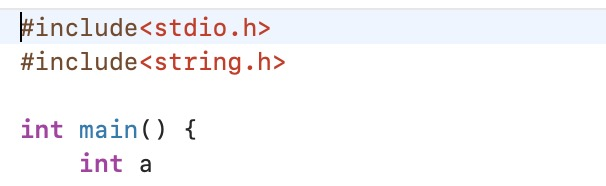 #include<stdio.h>
#include<string.h>

int main() {
    int a